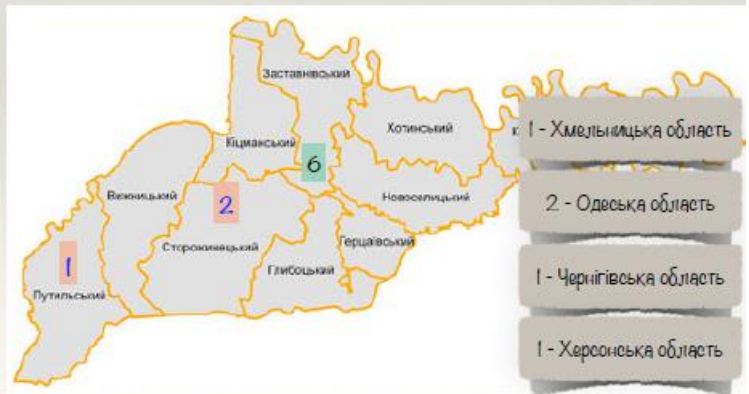 Заставнівський
1 - Хмельницька область
Хотинський
Кіцманський
6
Вижницький
2
Новоселицький
2 - Одеська область
Сторожинецький
Герцаївський
Глибоцький
1
Путильський
1 - Чернігівська область
1 - Херсонська область